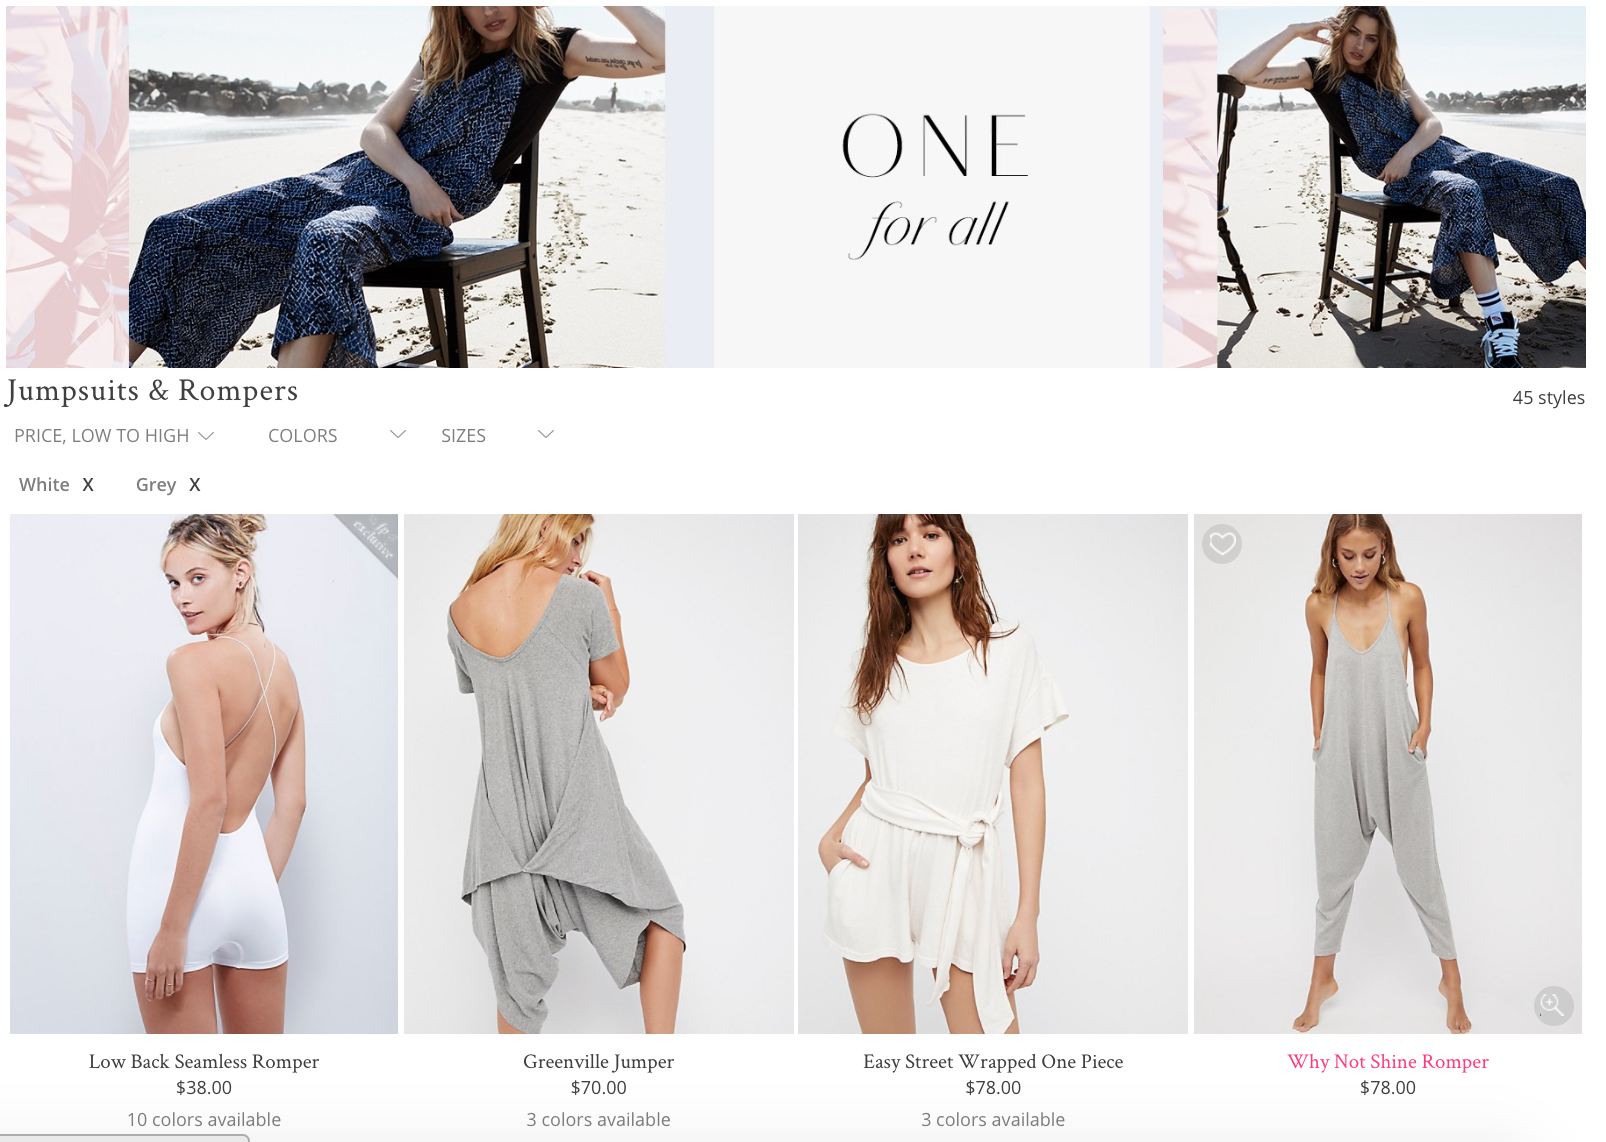 ONE
for all
Jumpsuits & Rompers
45 styles
PRICE, LOW TO HIGH
COLORS
SIZES
White X
Grey X
fp
exclusive
Low Back Seamless Romper
$38.00
10 colors available
Greenville Jumper
$70.00
3 colors available
Easy Street Wrapped One Piece
$78.00
3 colors available
Why Not Shine Romper
$78.00